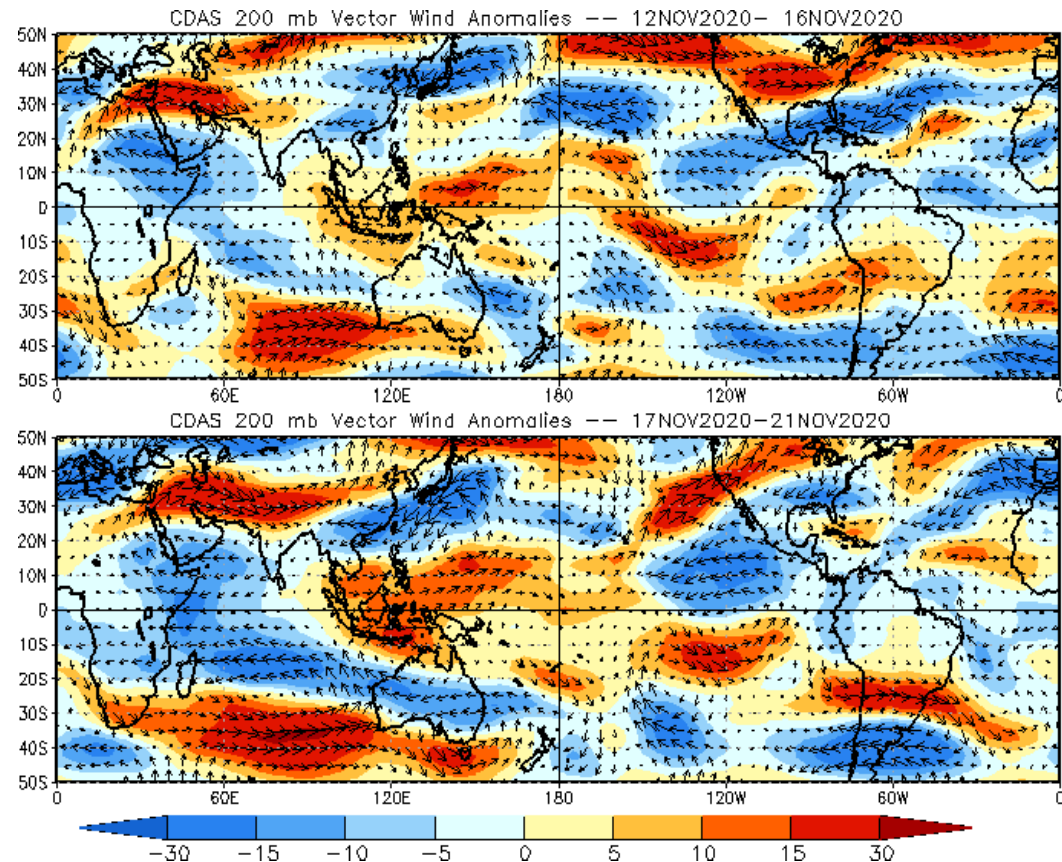 CDAS 200 mb Vector Wind Anomalies -- 12NOV2020- 16NOV2020
50N
40N
30N
20N
10N
0
10S
20S
30S
40S
50S
0 60E 120E 180 120W 60W 0
CDAS 200 mb Vector Wind Anomalies -- 17NOV2020-21NOV2020
50N
40N
30N
20N
10N
0
10S
20S
30S
40S
50S
0 60E 120E 180 120W 60W 0
-30 -15 -10 -5 0 5 10 15 30